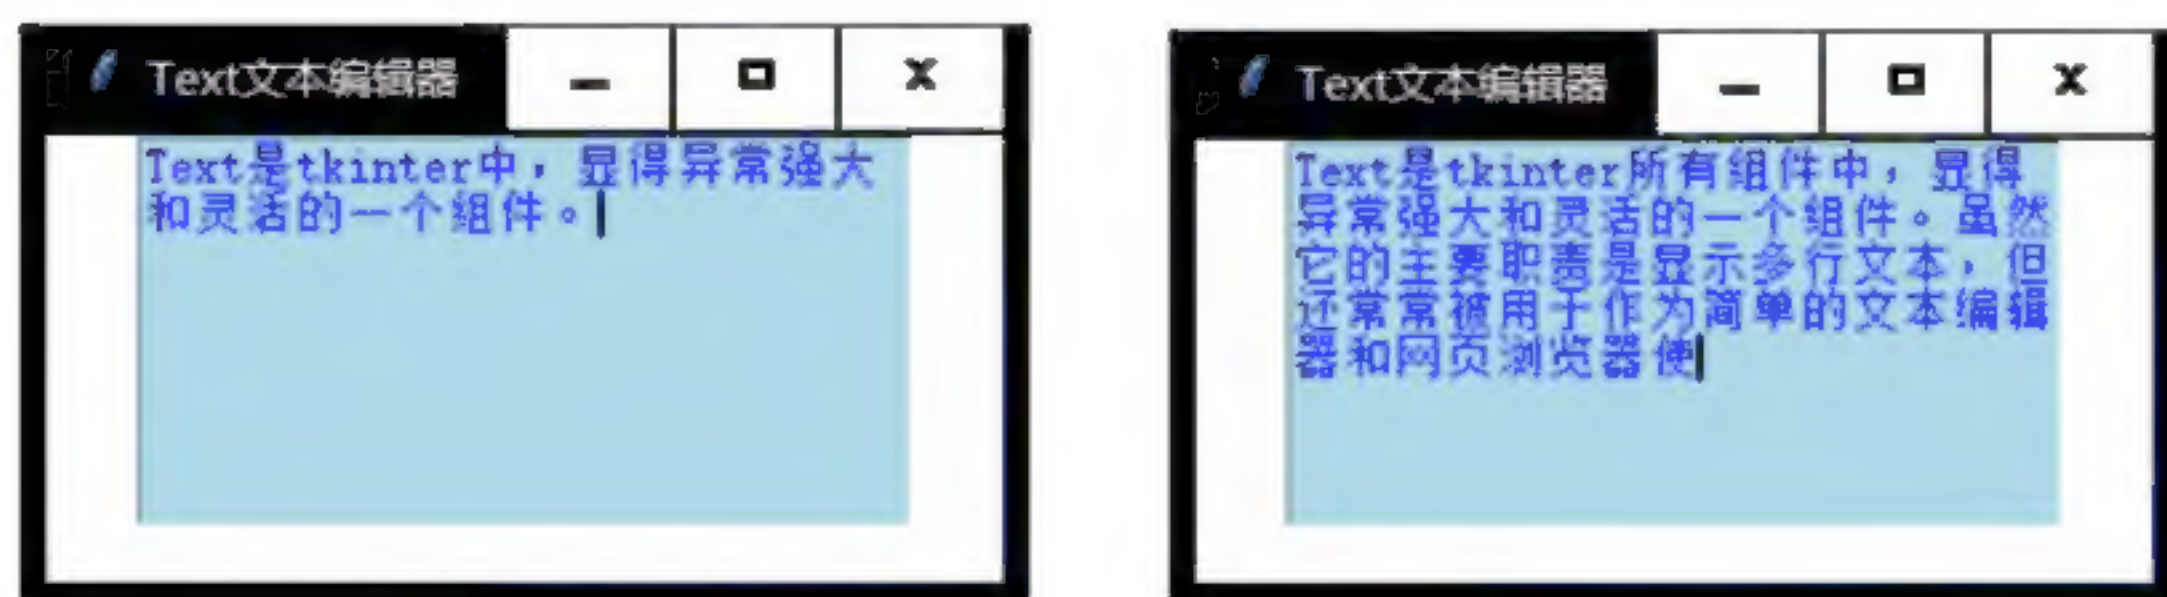 Text文本编辑器
Text是tkinter中，显得异常强大
和灵活的一个组件。
Text文本编辑器
Text是tkinter所有组件中，显得
异常强大和灵活的一个组件。虽然
它的主要职责是显示多行文本，但
还常常被用于作为简单的文本编辑
器和网页浏览器使